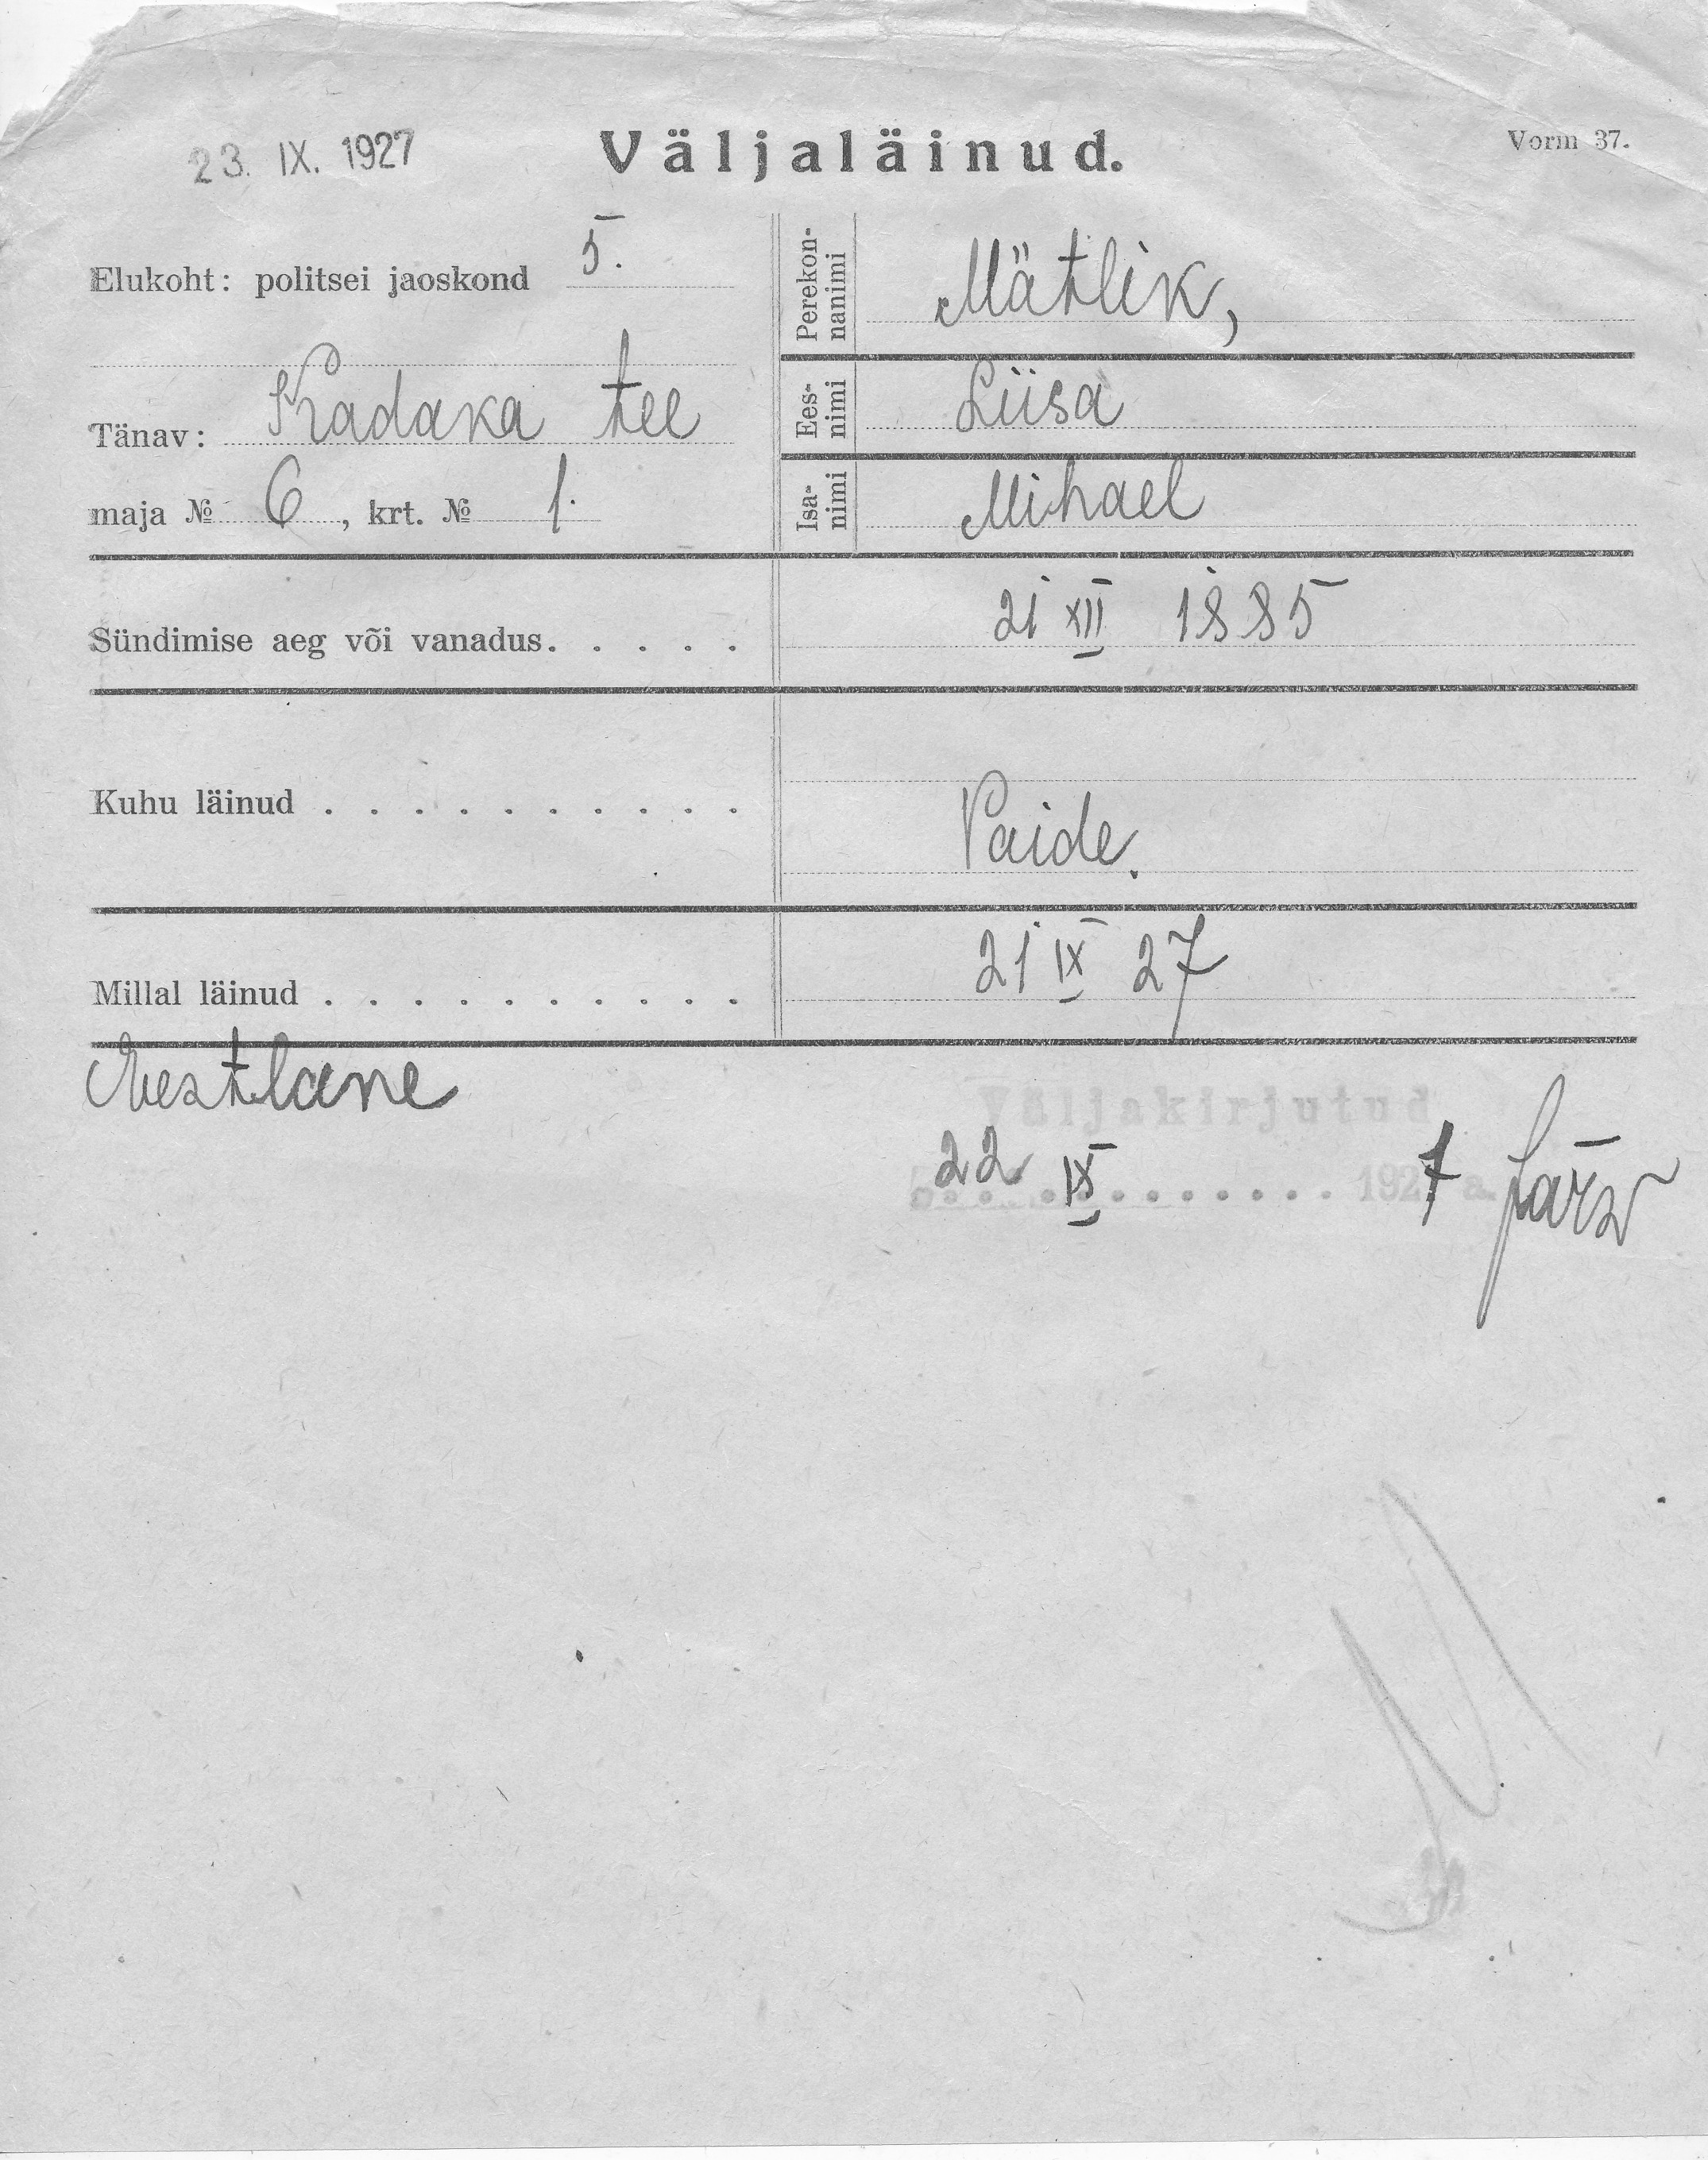 23. IX. 1927
Väljaläinud.
Vorm 37.
Elukoht: politsei jaoskond 5.
Tänav: Kadaka tee
maja № 6, krt. № 1.
Perekon-
nanimi
Mätlik,
Ees-
nimi
Liisa
Isa-
nimi
Mihael
Sündimise aeg või vanadus. . . . . 21 XII 1885
Kuhu läinud . . . . . . . . . . Paide.
Millal läinud . . . . . . . . . . 21 IX 27
Eestlane
Väljakirjutud
22 IX 1927 a.